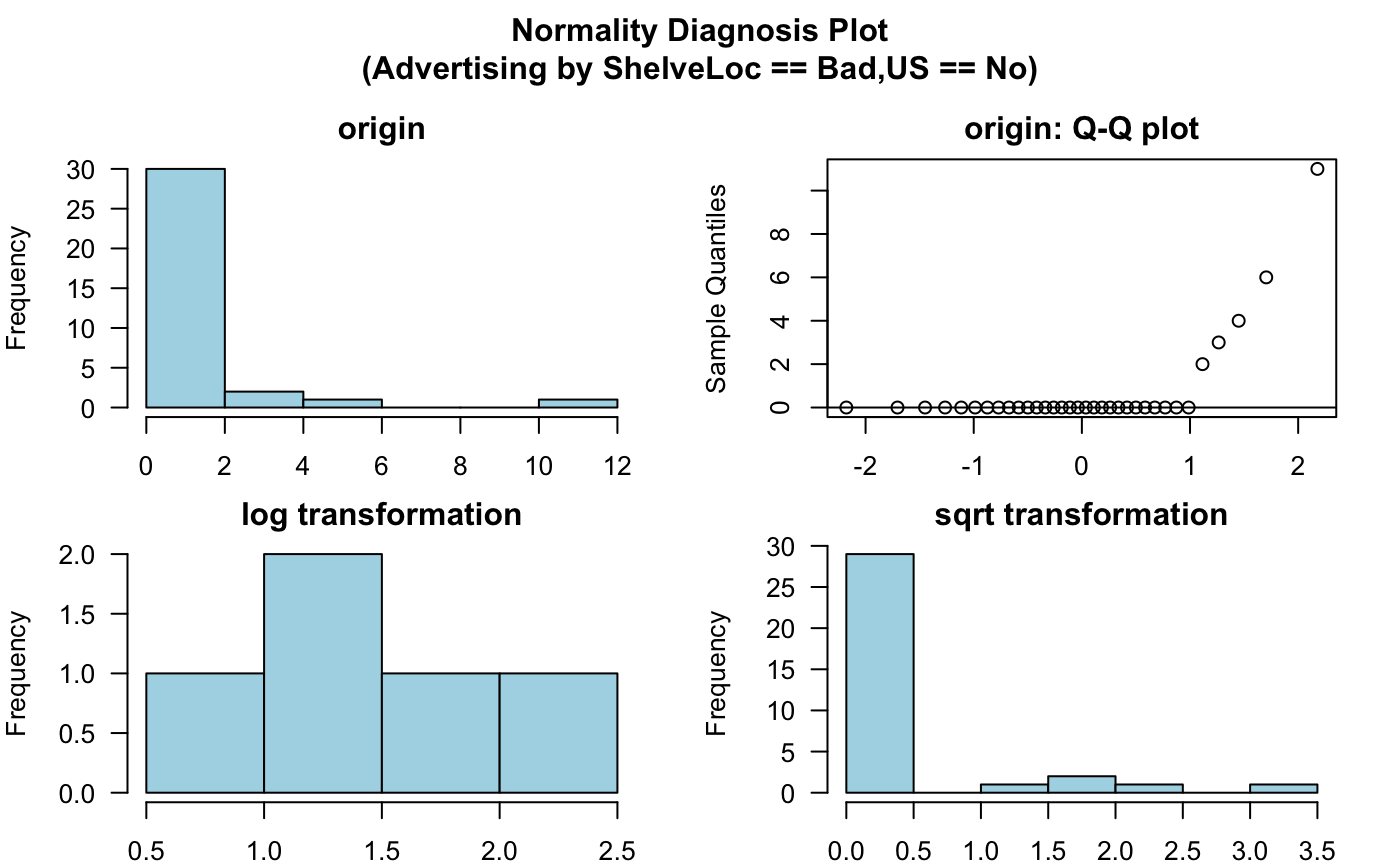 Normality Diagnosis Plot
(Advertising by ShelveLoc == Bad,US == No)
origin
Frequency
30
25
20
15
10
5
0
0 2 4 6 8 10 12
origin: Q-Q plot
Sample Quantiles
8
6
4
2
0
-2 -1 0 1 2
log transformation
Frequency
2.0
1.5
1.0
0.5
0.0
0.5 1.0 1.5 2.0 2.5
sqrt transformation
Frequency
30
25
20
15
10
5
0
0.0 0.5 1.0 1.5 2.0 2.5 3.0 3.5